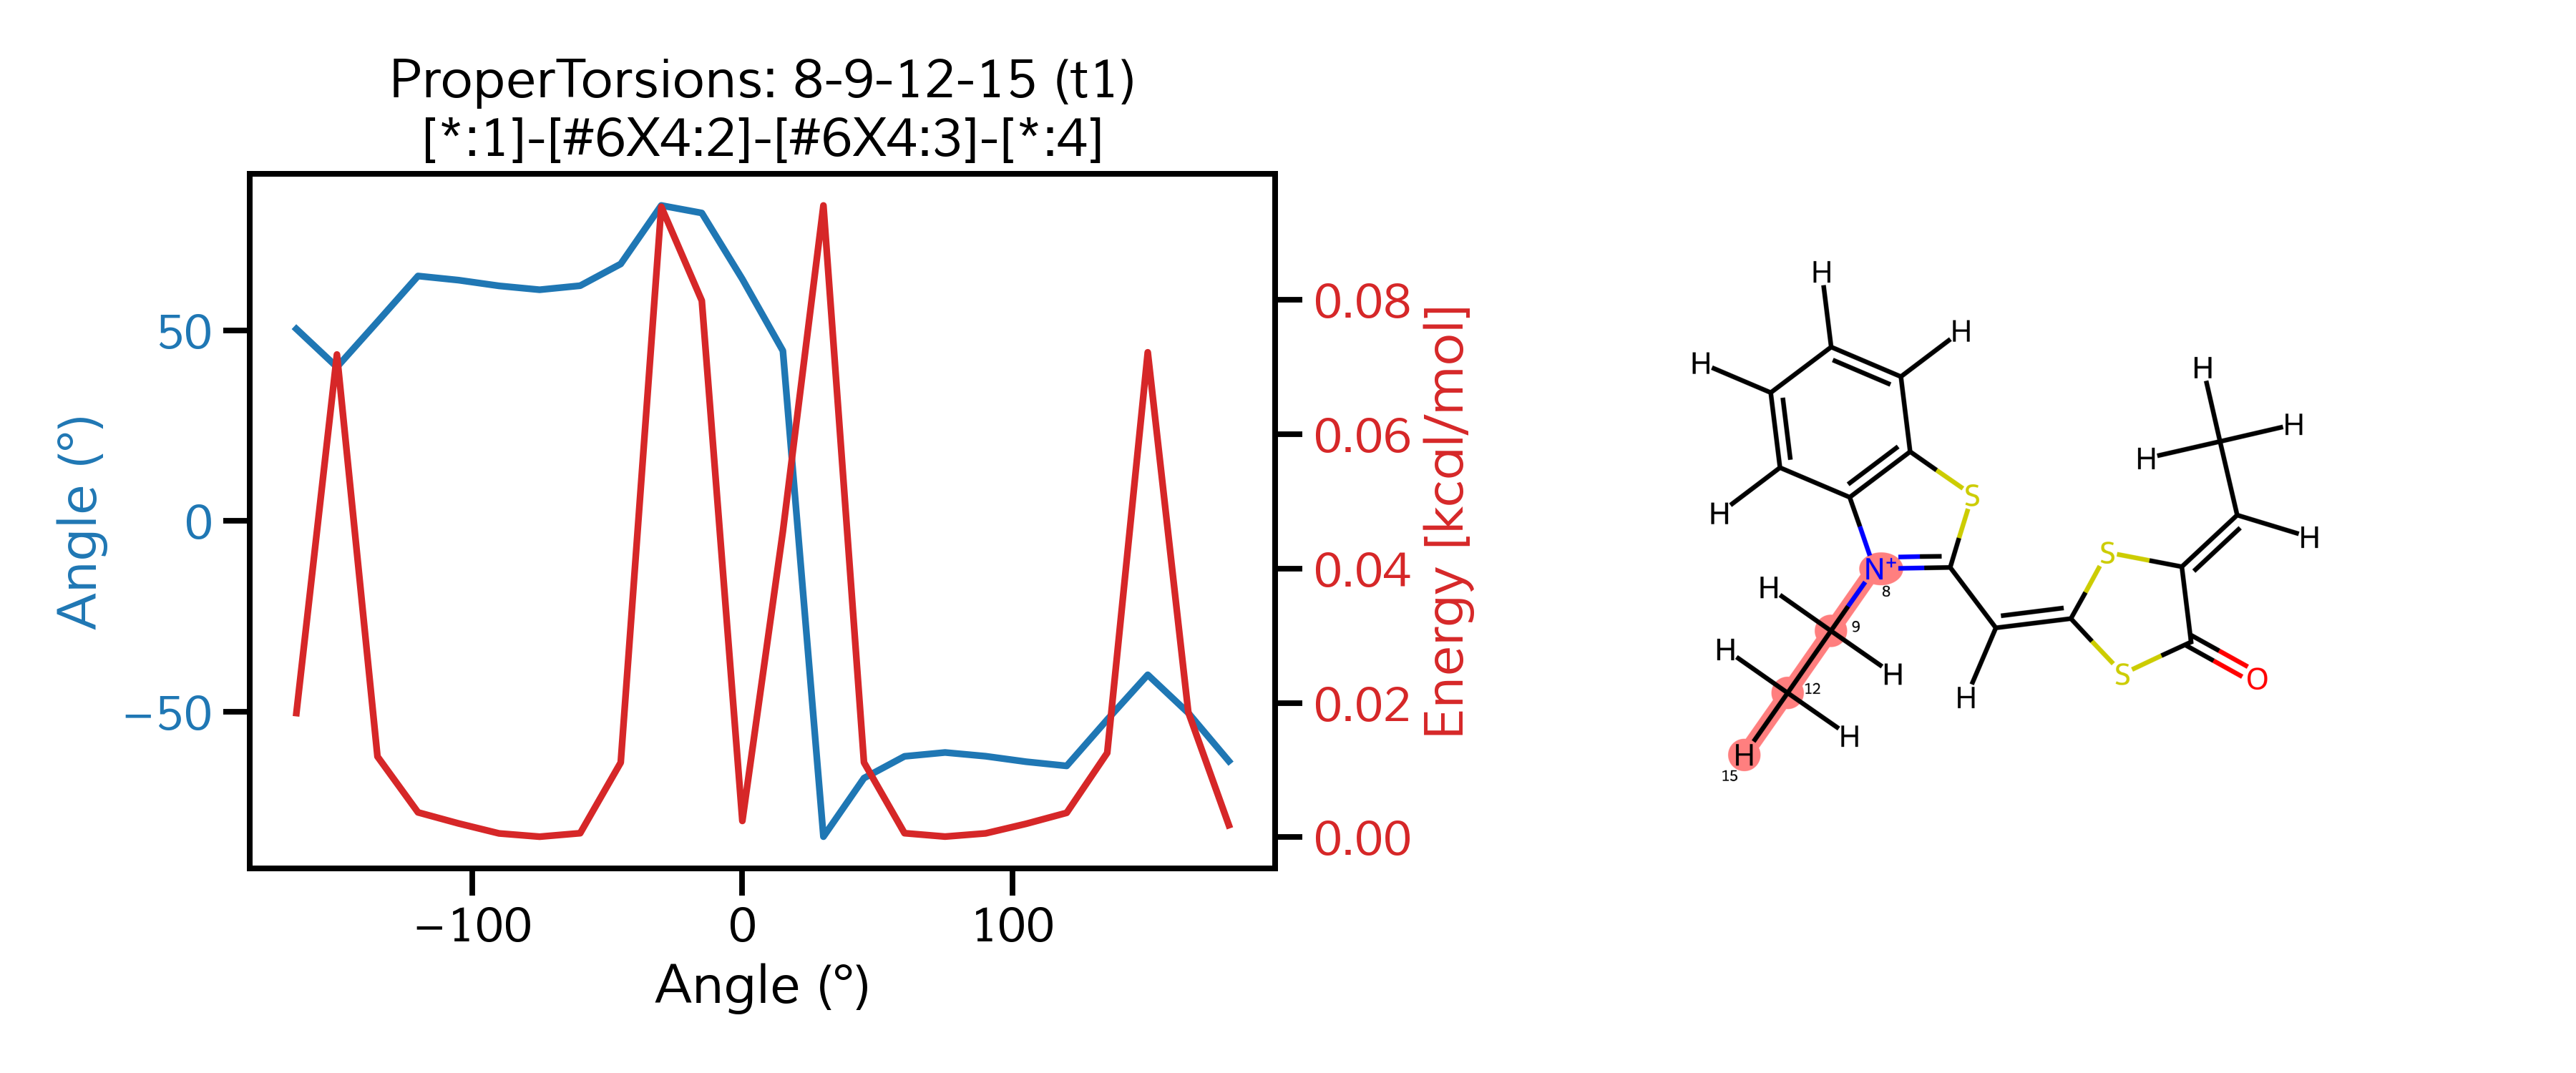 ProperTorsions: 8-9-12-15 (t1)
[*:1]-[#6X4:2]-[#6X4:3]-[*:4]
Angle (°)
50
0
−50
−100
0
100
Angle (°)
0.08
0.06
0.04
0.02
0.00
Energy [kcal/mol]
H
H
H
H
S
N+
8
H
9
H
H
12
H
H
15
H
H
H
H
S
H
S
O